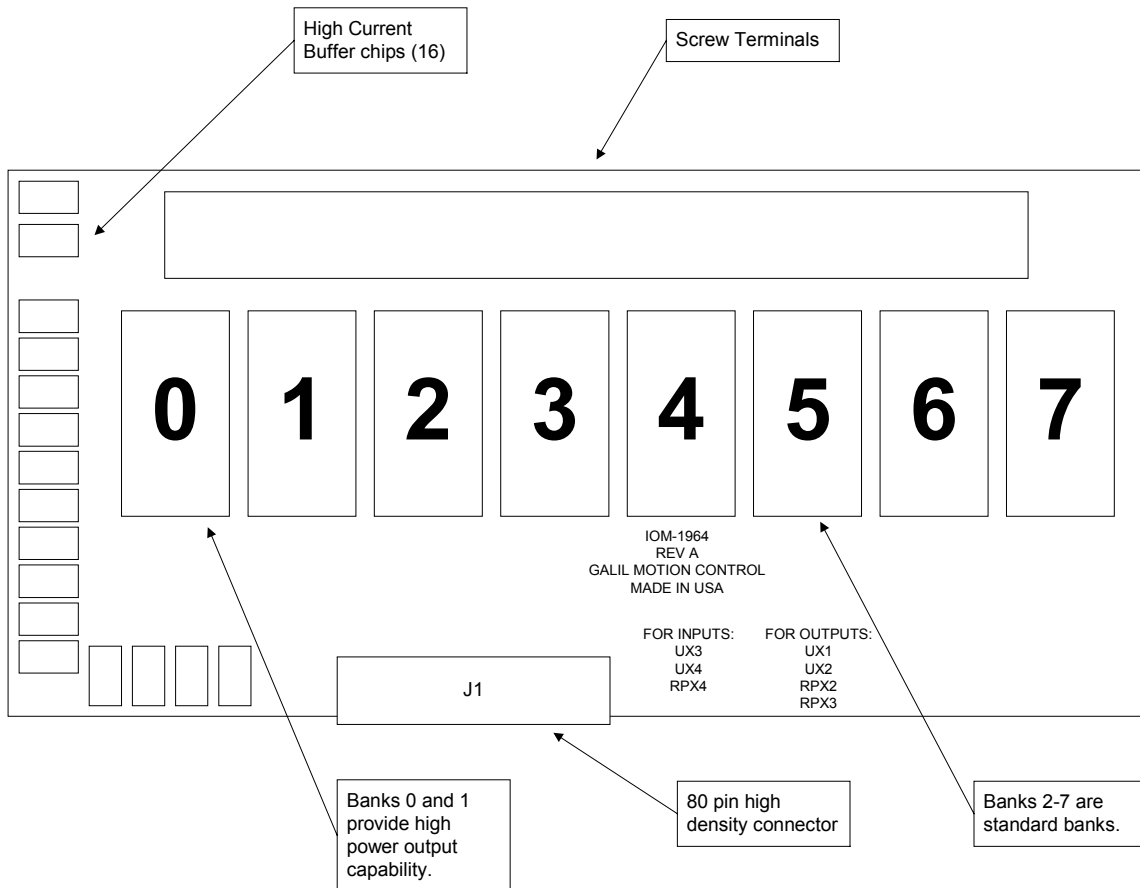 High Current
Buffer chips (16)
Screw Terminals
0
1
2
3
4
5
6
7
IOM-1964
REV A
GALIL MOTION CONTROL
MADE IN USA
FOR INPUTS:
UX3
UX4
RPX4
FOR OUTPUTS:
UX1
UX2
RPX2
RPX3
J1
Banks 0 and 1
provide high
power output
capability.
80 pin high
density connector
Banks 2-7 are
standard banks.